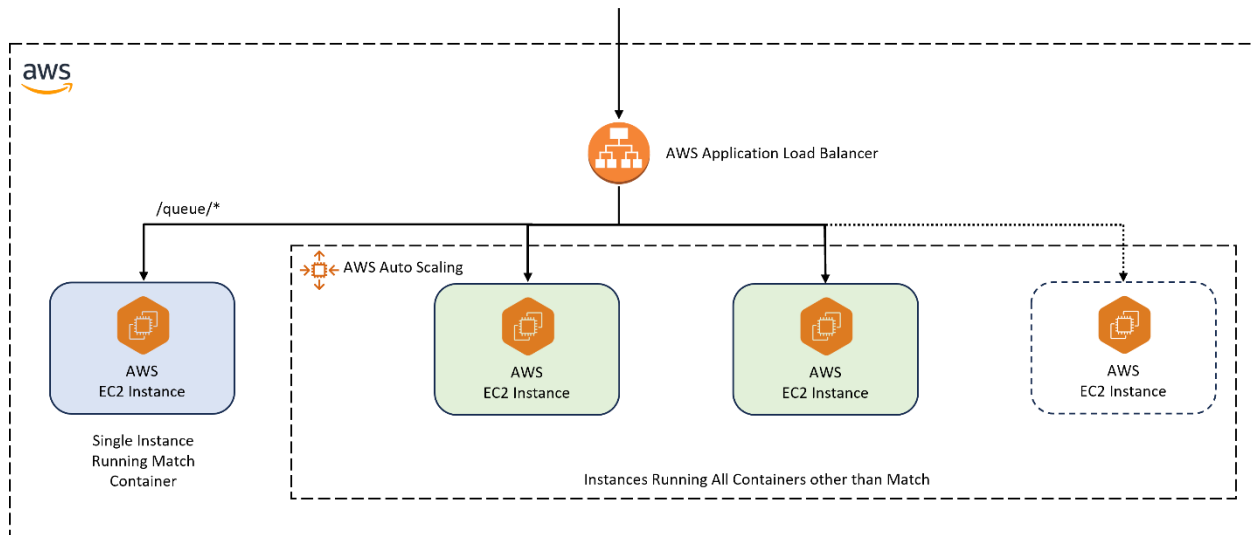 aws
AWS Application Load Balancer
/queue/*
AWS Auto Scaling
AWS
EC2 Instance
AWS
EC2 Instance
AWS
EC2 Instance
AWS
EC2 Instance
Single Instance
Running Match
Container
Instances Running All Containers other than Match